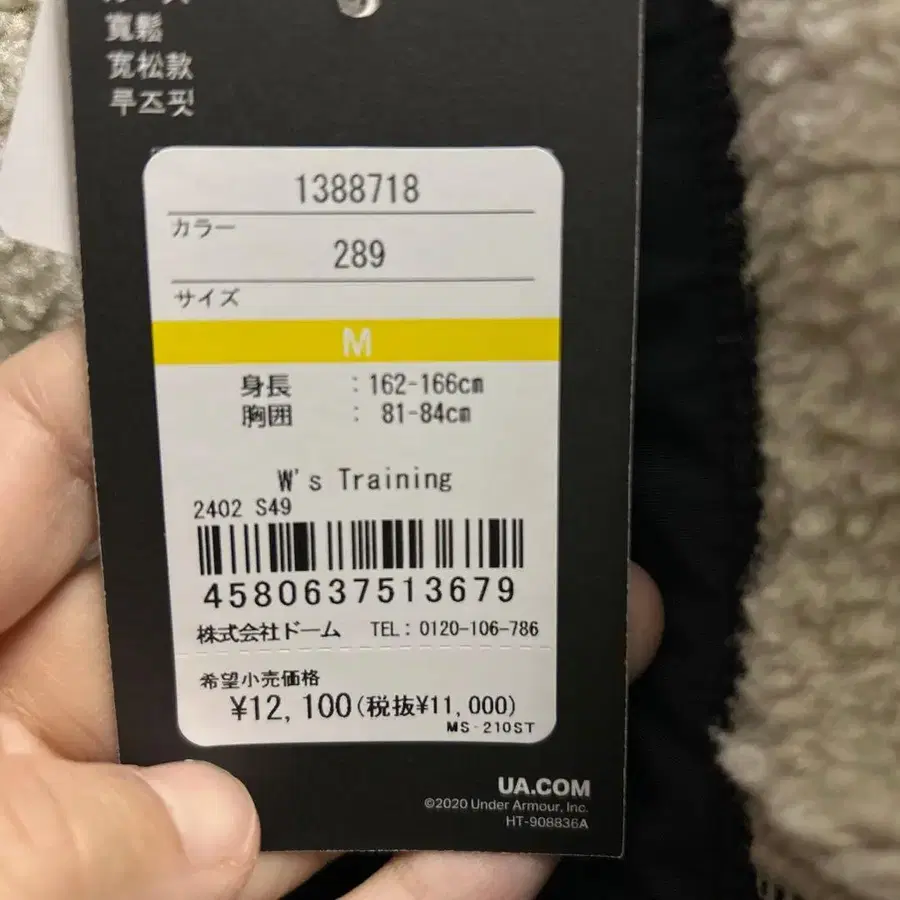 寬鬆
宽松款
루즈핏
1388718
カラー
289
サイズ
M
身長 : 162-166cm
胸囲 : 81-84cm
W's Training
2402 S49
4580637513679
株式会社ドーム TEL: 0120-106-786
希望小売価格
¥12,100(税抜¥11,000)
MS-210ST
UA.COM
©2020 Under Armour, Inc.
HT-908836A